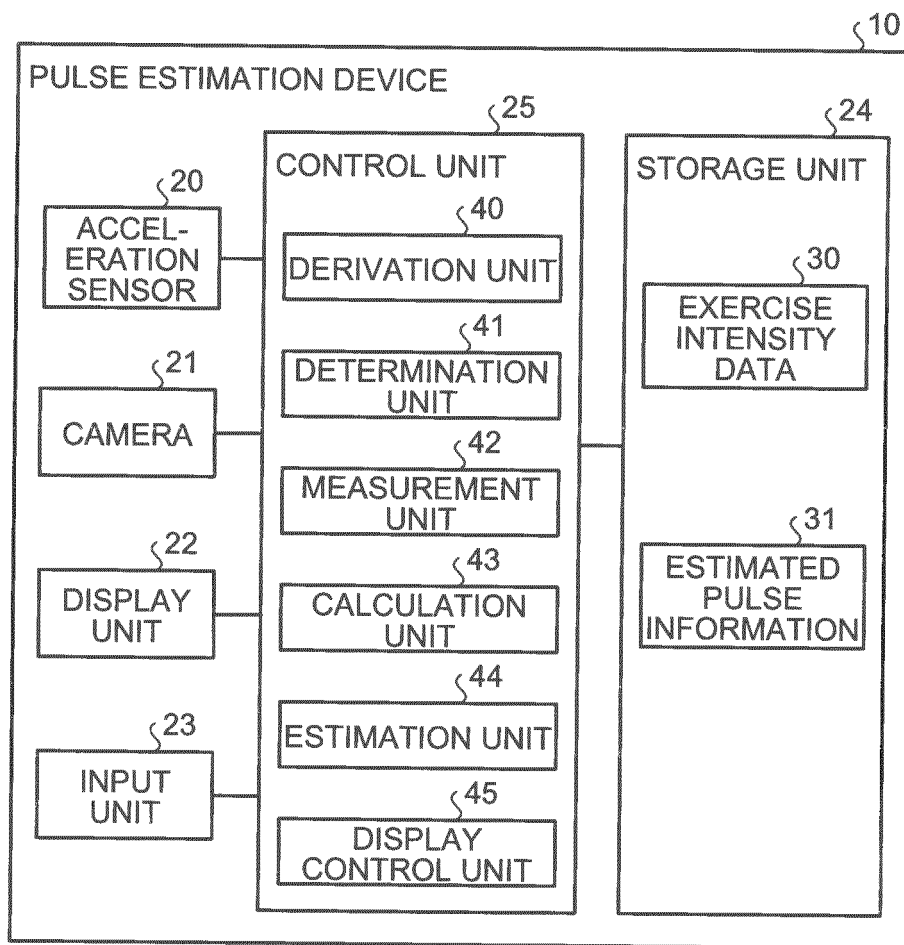 10
PULSE ESTIMATION DEVICE
20
ACCEL-
ERATION
SENSOR
21
CAMERA
22
DISPLAY
UNIT
23
INPUT
UNIT
25
CONTROL UNIT
40
DERIVATION UNIT
41
DETERMINATION
UNIT
42
MEASUREMENT
UNIT
43
CALCULATION
UNIT
44
ESTIMATION UNIT
45
DISPLAY
CONTROL UNIT
24
STORAGE UNIT
30
EXERCISE
INTENSITY
DATA
31
ESTIMATED
PULSE
INFORMATION